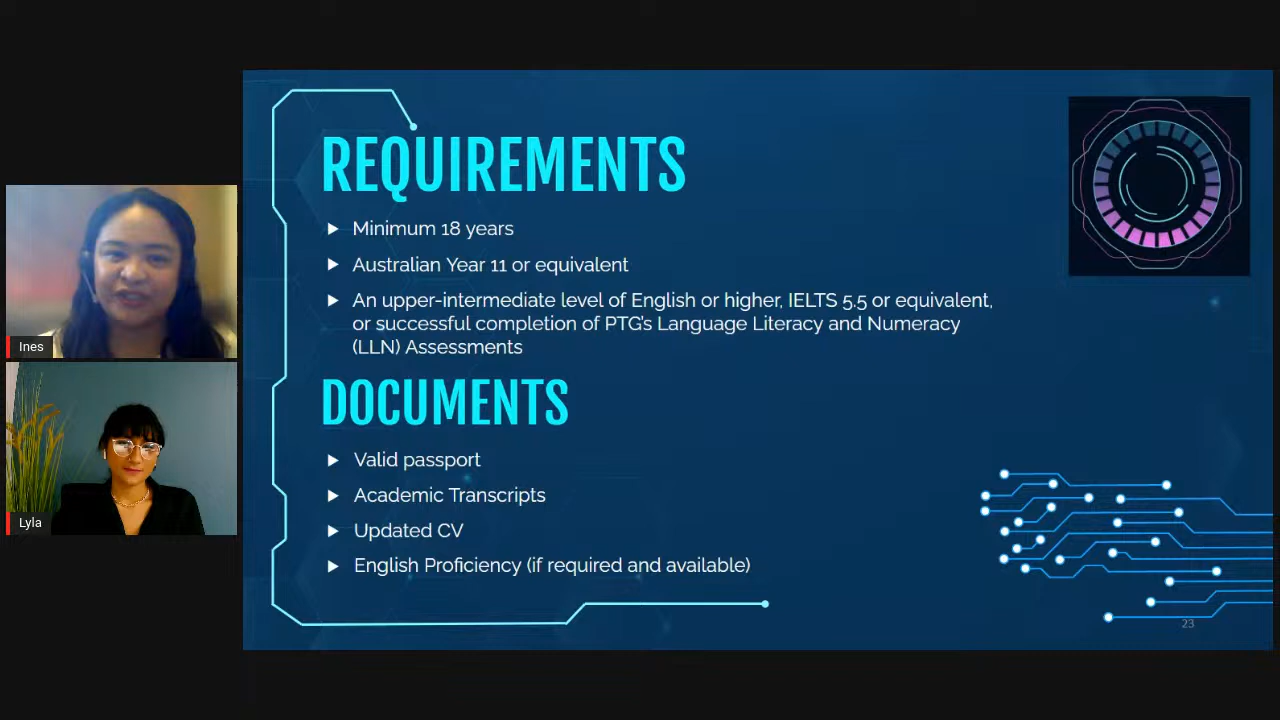 REQUIREMENTS
Minimum 18 years
Australian Year 11 or equivalent
An upper-intermediate level of English or higher, IELTS 5.5 or equivalent,
or successful completion of PTG's Language Literacy and Numeracy
(LLN) Assessments
DOCUMENTS
Valid passport
Academic Transcripts
Updated CV
English Proficiency (if required and available)
23
Ines
Lyla